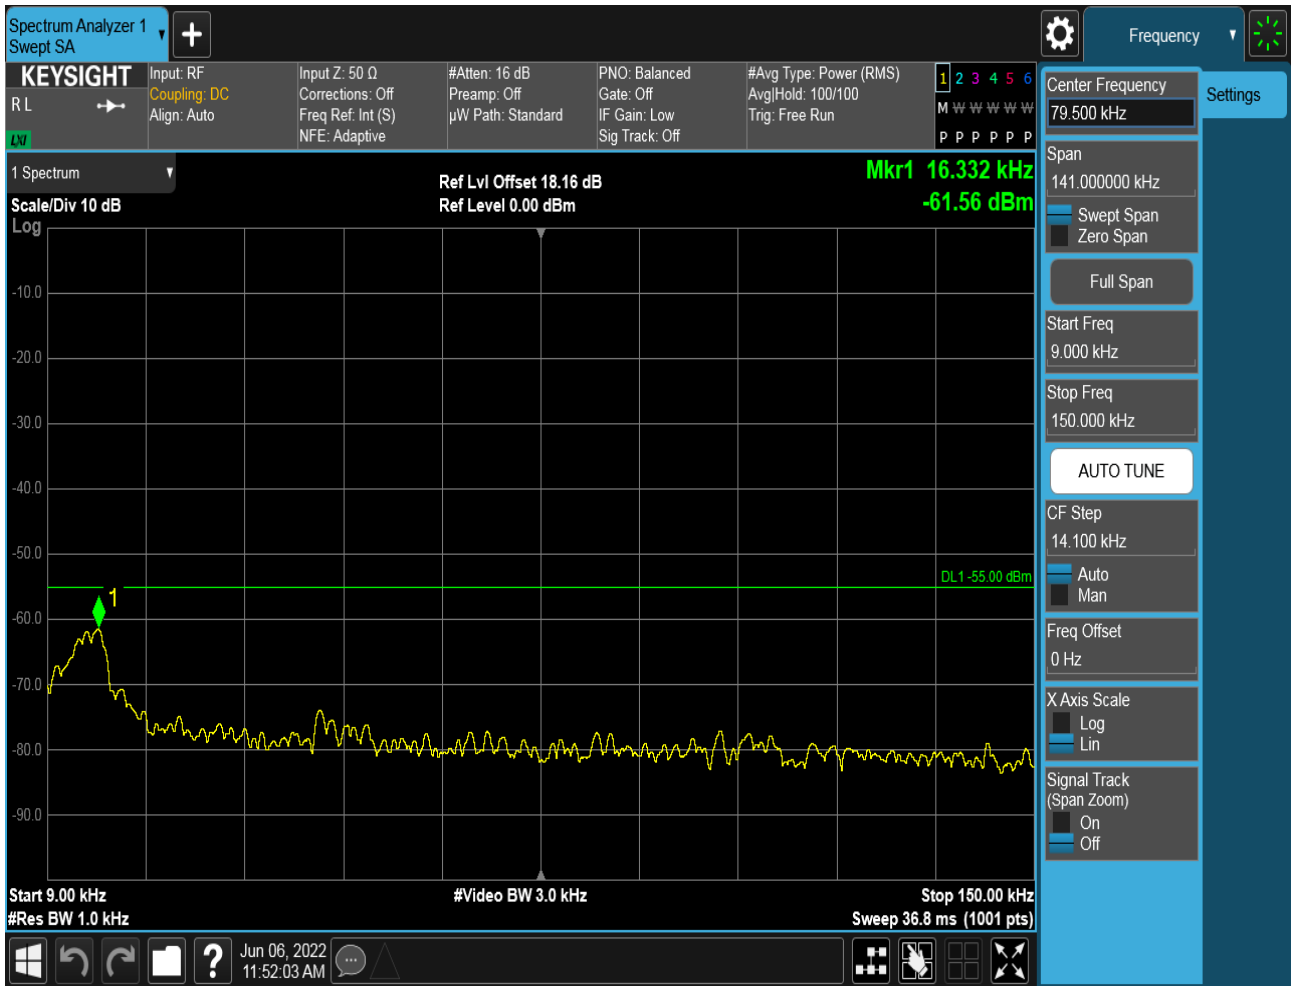 Spectrum Analyzer 1
Swept SA
Frequency
KEYSIGHT
R L
LXI
Input: RF
Coupling: DC
Align: Auto
Input Z: 50 Ω
Corrections: Off
Freq Ref: Int (S)
NFE: Adaptive
#Atten: 16 dB
Preamp: Off
µW Path: Standard
PNO: Balanced
Gate: Off
IF Gain: Low
Sig Track: Off
#Avg Type: Power (RMS)
Avg|Hold: 100/100
Trig: Free Run
1 2 3 4 5 6
M W W W W W
P P P P P P
1 Spectrum
Scale/Div 10 dB
Log
Ref Lvl Offset 18.16 dB
Ref Level 0.00 dBm
Mkr1 16.332 kHz
-61.56 dBm
-10.0
-20.0
-30.0
-40.0
-50.0
DL1 -55.00 dBm
1
-60.0
-70.0
-80.0
-90.0
Start 9.00 kHz
#Video BW 3.0 kHz
Stop 150.00 kHz
#Res BW 1.0 kHz
Sweep 36.8 ms (1001 pts)
?
Jun 06, 2022
11:52:03 AM
Center Frequency
79.500 kHz
Settings
Span
141.000000 kHz
Swept Span
Zero Span
Full Span
Start Freq
9.000 kHz
Stop Freq
150.000 kHz
AUTO TUNE
CF Step
14.100 kHz
Auto
Man
Freq Offset
0 Hz
X Axis Scale
Log
Lin
Signal Track
(Span Zoom)
On
Off